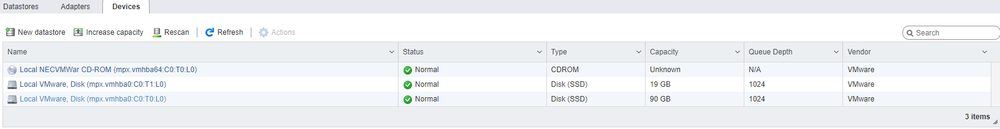 Datastores Adapters Devices
New datastore Increase capacity Rescan Refresh Actions Search
Name Status Type Capacity Queue Depth Vendor
Local NECVMWar CD-ROM (mpx.vmhba64:C0:T0:L0) Normal CDROM Unknown N/A VMware
Local VMware, Disk (mpx.vmhba0:C0:T1:L0) Normal Disk (SSD) 19 GB 1024 VMware
Local VMware, Disk (mpx.vmhba0:C0:T0:L0) Normal Disk (SSD) 90 GB 1024 VMware
3 items